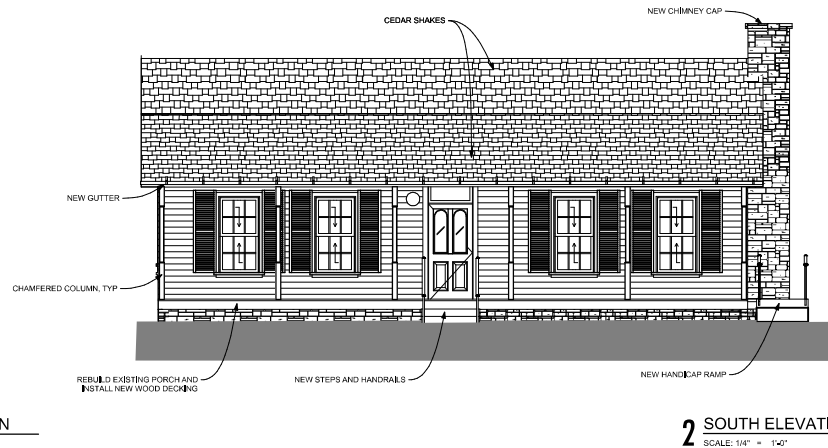 NEW CHIMNEY CAP
CEDAR SHAKES
NEW GUTTER
CHAMFERED COLUMN, TYP
REBUILD EXISTING PORCH AND
INSTALL NEW WOOD DECKING
NEW STEPS AND HANDRAILS
NEW HANDICAP RAMP
N
2 SOUTH ELEVATI
SCALE: 1/4" = 1'-0"